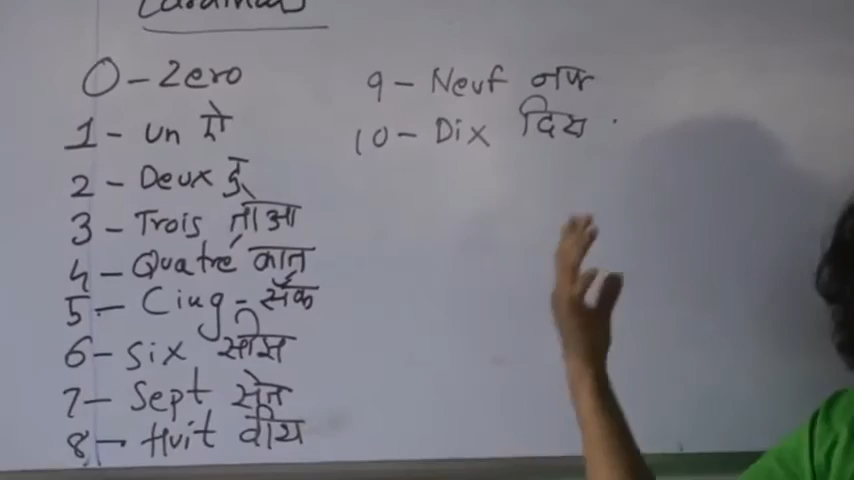 Cardinals
0 - Zero
1 - un
2 - Deux
3 - Trois
4 - Quatré
5 - Cinq - सँक
6 - six सीस
7 - Sept सेत
8 - Huit वीय
9 - Neuf नफ
10 - Dix दिस